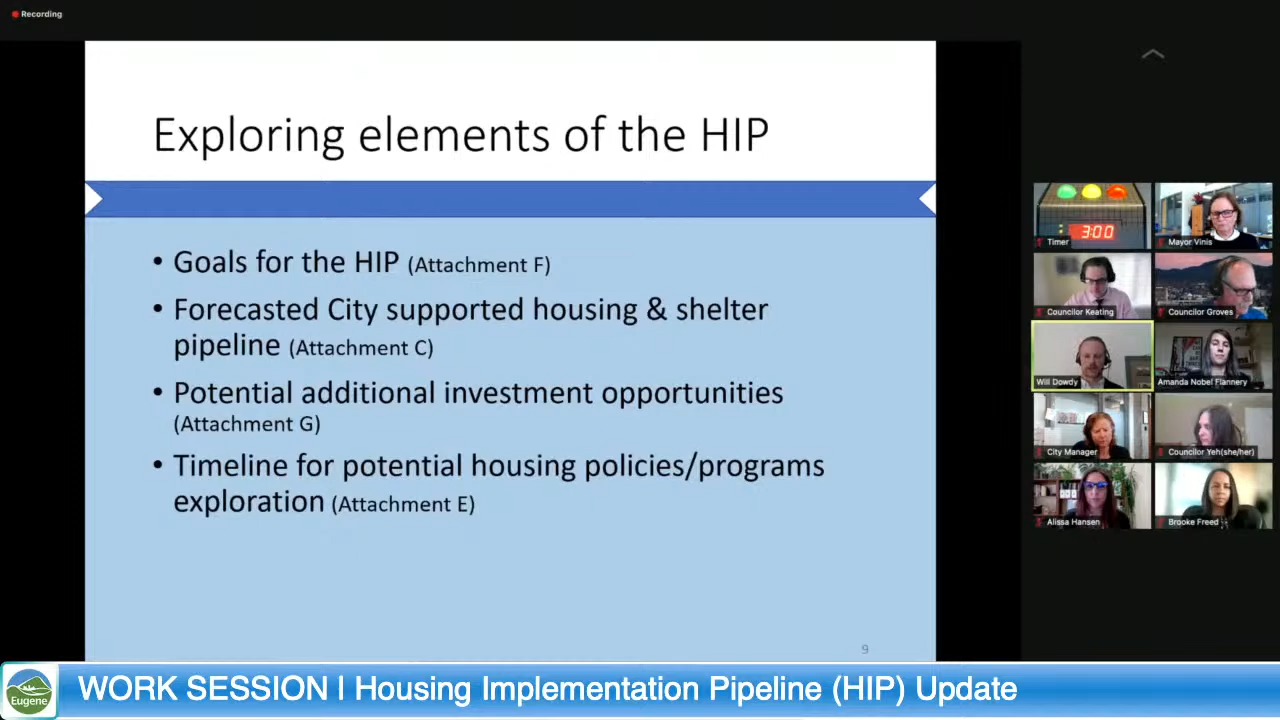 Recording
Exploring elements of the HIP
• Goals for the HIP (Attachment F)
• Forecasted City supported housing & shelter
pipeline (Attachment C)
• Potential additional investment opportunities
(Attachment G)
• Timeline for potential housing policies/programs
exploration (Attachment E)
9
3:00
Timer
Mayor Vinis
Councilor Keating
Councilor Groves
Will Dowdy
Amanda Nobel Flannery
City Manager
Councilor Yeh(she/her)
Alissa Hansen
Brooke Freed
Eugene
WORK SESSION | Housing Implementation Pipeline (HIP) Update